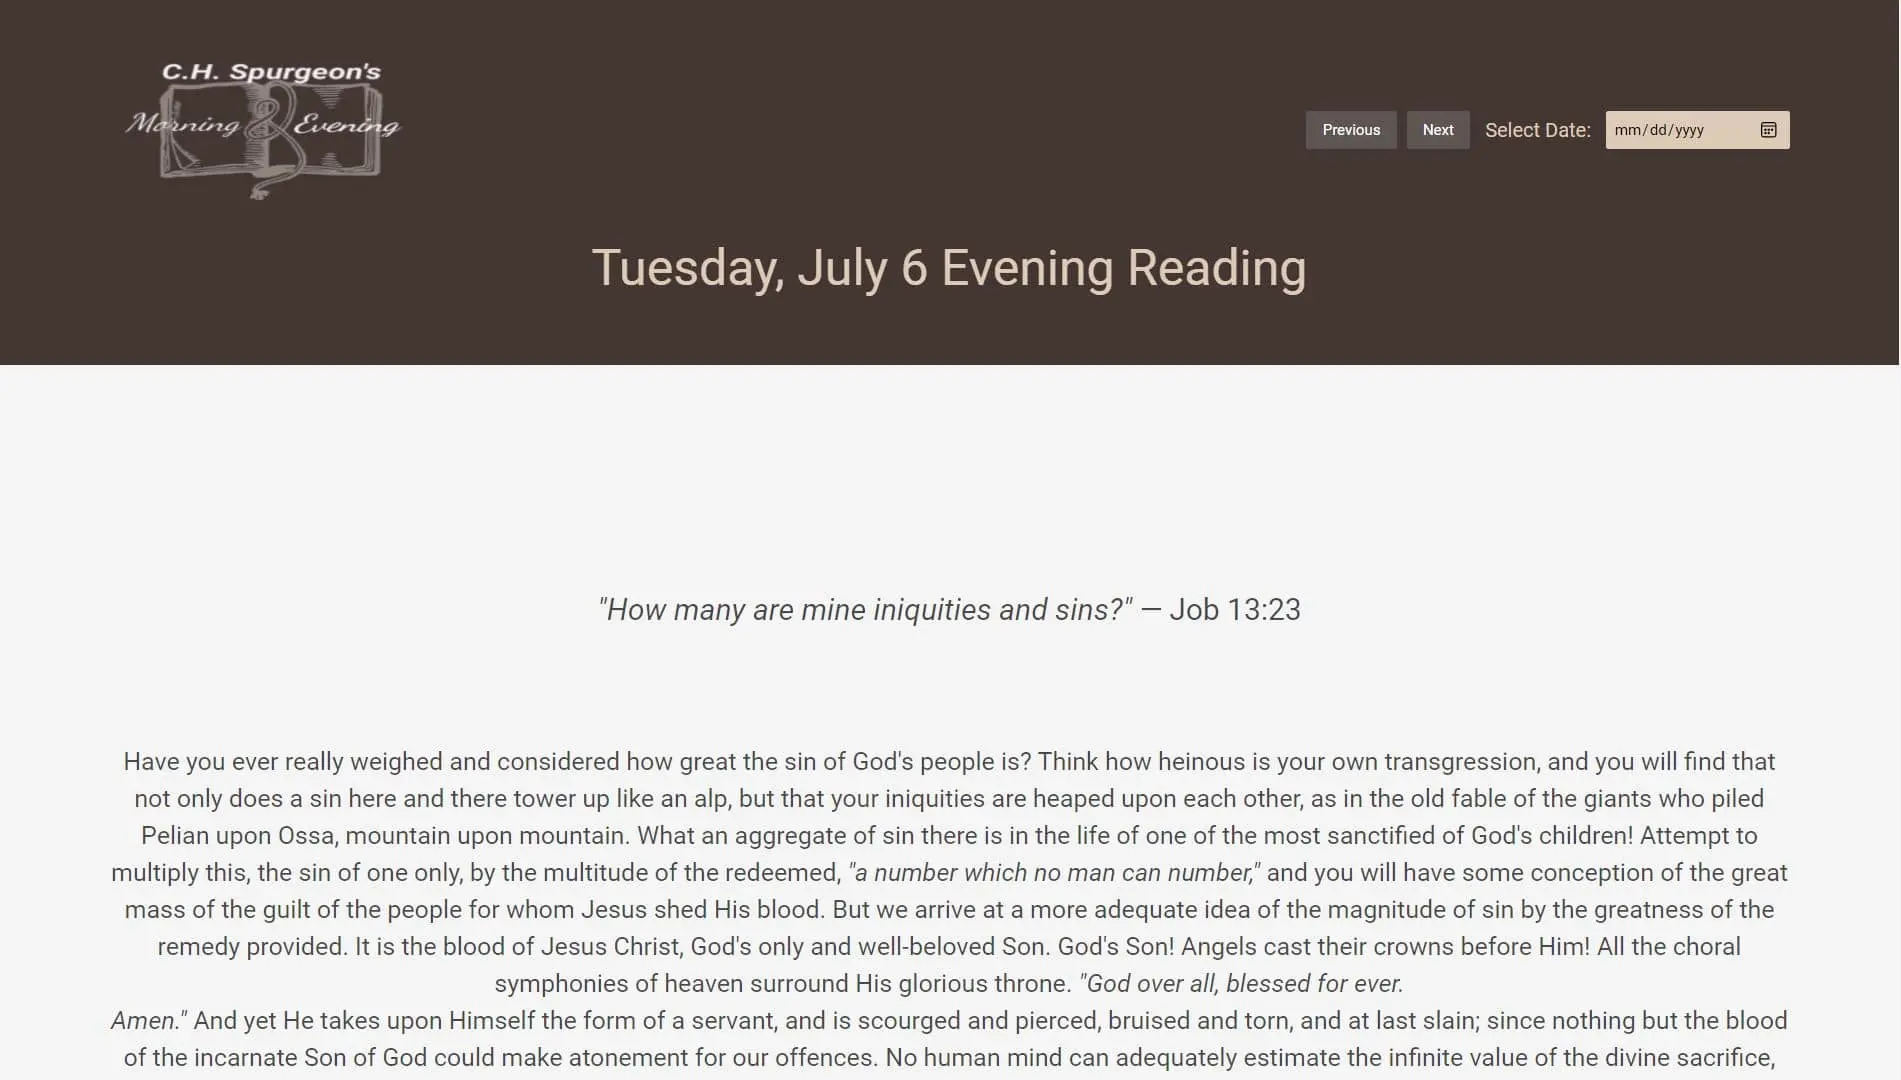 C.H. Spurgeon's
Morning & Evening
Previous Next Select Date: mm/dd/yyyy
Tuesday, July 6 Evening Reading
"How many are mine iniquities and sins?" — Job 13:23
Have you ever really weighed and considered how great the sin of God's people is? Think how heinous is your own transgression, and you will find that
not only does a sin here and there tower up like an alp, but that your iniquities are heaped upon each other, as in the old fable of the giants who piled
Pelian upon Ossa, mountain upon mountain. What an aggregate of sin there is in the life of one of the most sanctified of God's children! Attempt to
multiply this, the sin of one only, by the multitude of the redeemed, "a number which no man can number," and you will have some conception of the great
mass of the guilt of the people for whom Jesus shed His blood. But we arrive at a more adequate idea of the magnitude of sin by the greatness of the
remedy provided. It is the blood of Jesus Christ, God's only and well-beloved Son. God's Son! Angels cast their crowns before Him! All the choral
symphonies of heaven surround His glorious throne. "God over all, blessed for ever.
Amen." And yet He takes upon Himself the form of a servant, and is scourged and pierced, bruised and torn, and at last slain; since nothing but the blood
of the incarnate Son of God could make atonement for our offences. No human mind can adequately estimate the infinite value of the divine sacrifice,